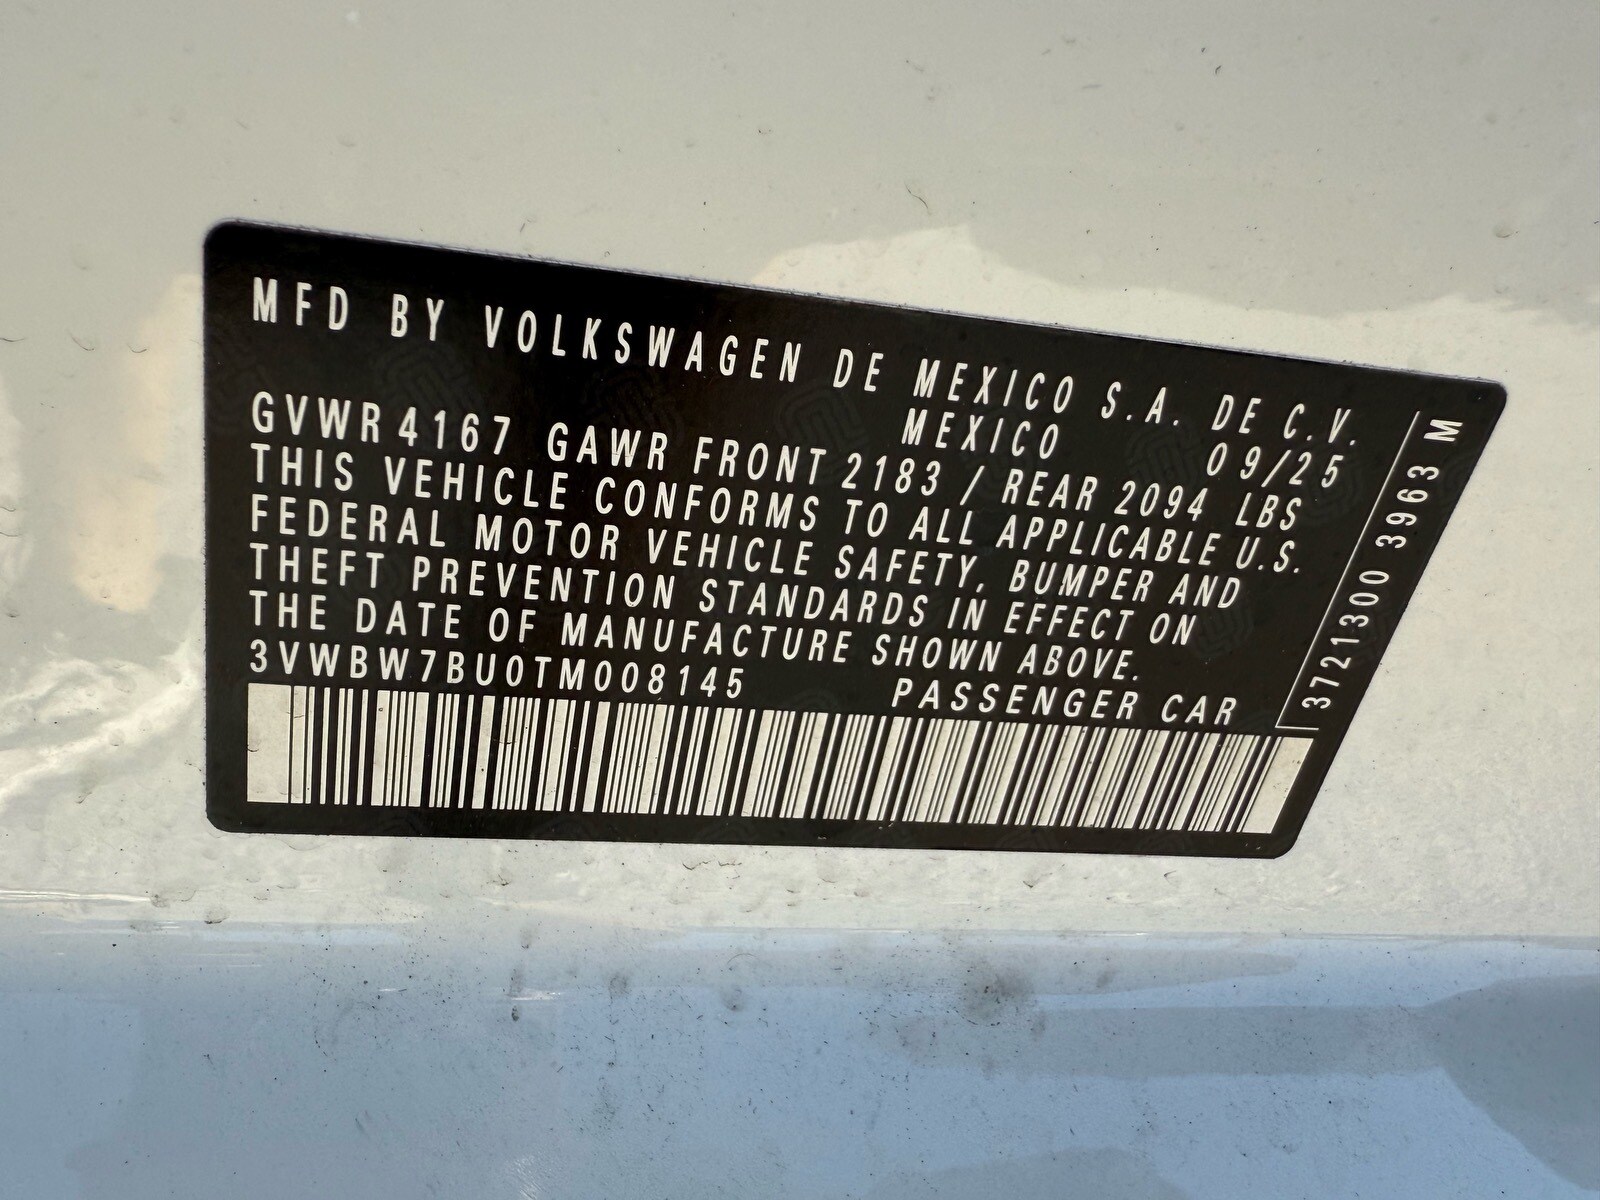 MFD BY VOLKSWAGEN DE MEXICO S.A. DE C.V.
MEXICO 09/25
GVWR 4167 GAWR FRONT 2183 / REAR 2094 LBS
THIS VEHICLE CONFORMS TO ALL APPLICABLE U.S.
FEDERAL MOTOR VEHICLE SAFETY, BUMPER AND
THEFT PREVENTION STANDARDS IN EFFECT ON
THE DATE OF MANUFACTURE SHOWN ABOVE.
3VWBW7BU0TM008145 PASSENGER CAR
3721300 3963 M